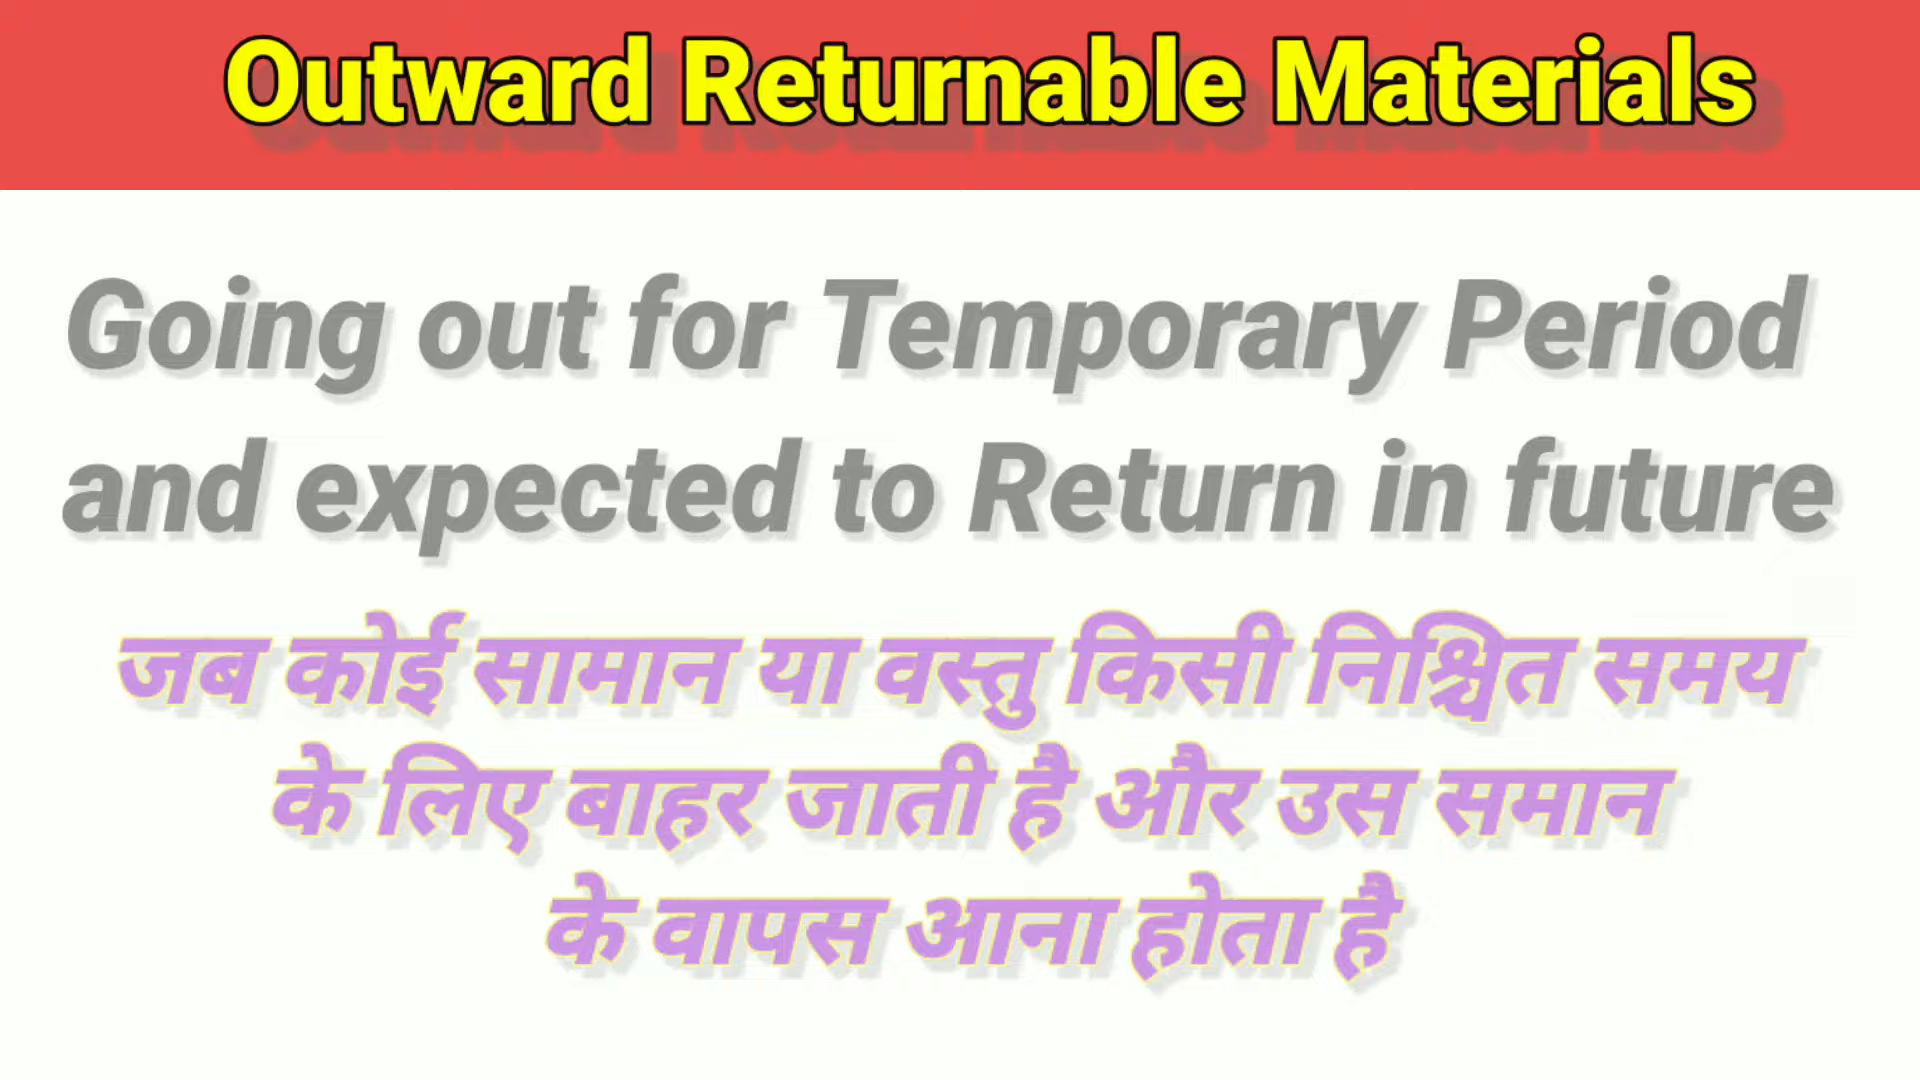 Outward Returnable Materials
Going out for Temporary Period
and expected to Return in future
जब कोई सामान या वस्तु किसी निश्चित समय
के लिए बाहर जाती है और उस समान
के वापस आना होता है